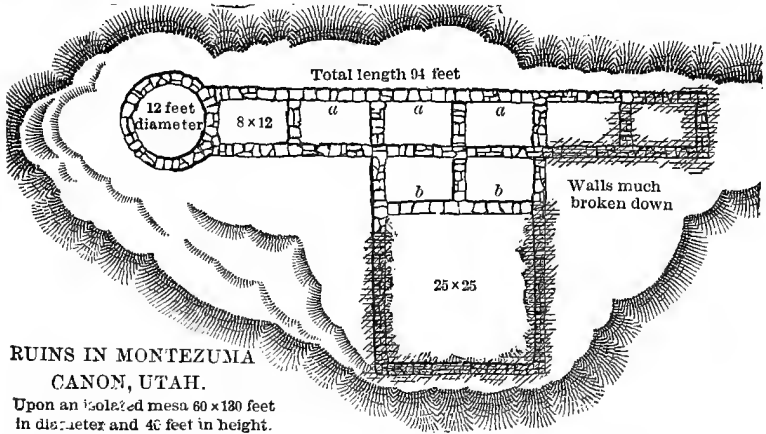 Total length 94 feet
12 feet
diameter
8 x 12
a
a
a
b
b
Walls much
broken down
25 x 25
RUINS IN MONTEZUMA
CANON, UTAH.
Upon an isolated mesa 60 x 130 feet
in diameter and 40 feet in height.